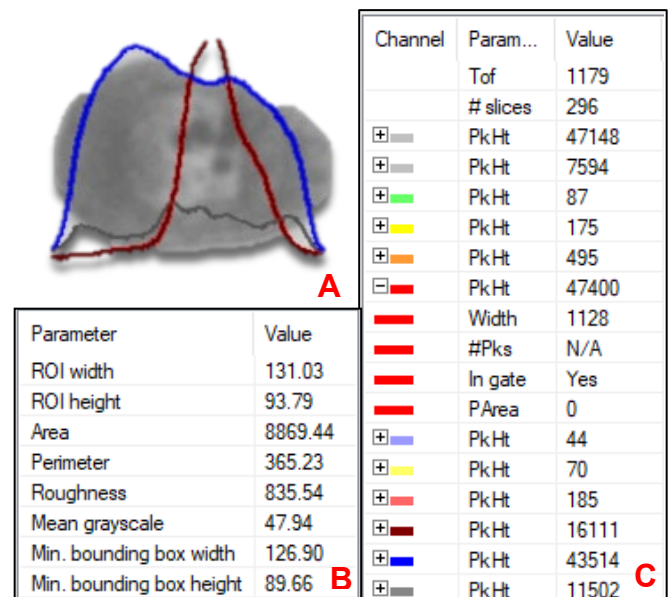 A
Parameter Value
ROI width 131.03
ROI height 93.79
Area 8869.44
Perimeter 365.23
Roughness 835.54
Mean grayscale 47.94
Min. bounding box width 126.90
Min. bounding box height 89.66
B
Channel Param... Value
Tof 1179
# slices 296
PkHt 47148
PkHt 7594
PkHt 87
PkHt 175
PkHt 495
PkHt 47400
Width 1128
#Pks N/A
In gate Yes
PArea 0
PkHt 44
PkHt 70
PkHt 185
PkHt 16111
PkHt 43514
PkHt 11502
C